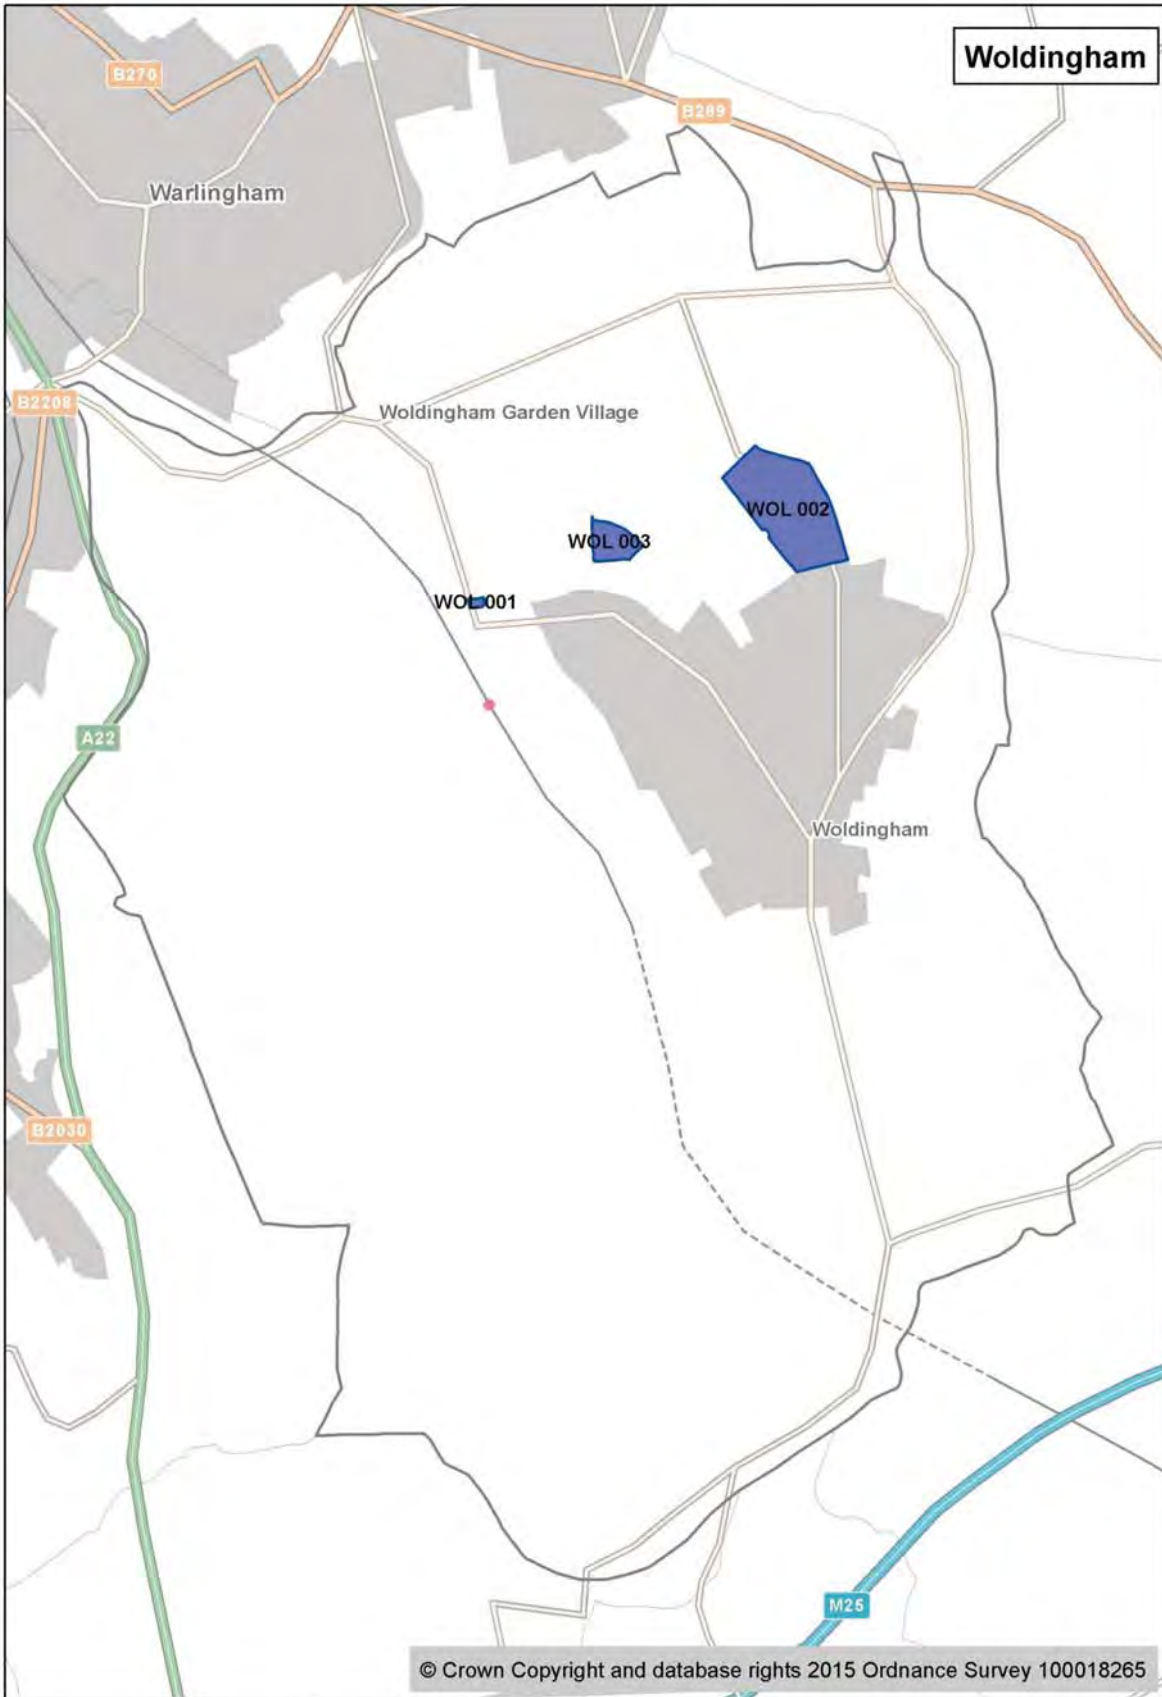 Woldingham
B270
B289
Warlingham
B2208
Woldingham Garden Village
WOL 002
WOL 003
WOL 001
A22
Woldingham
B2030
M25
© Crown Copyright and database rights 2015 Ordnance Survey 100018265